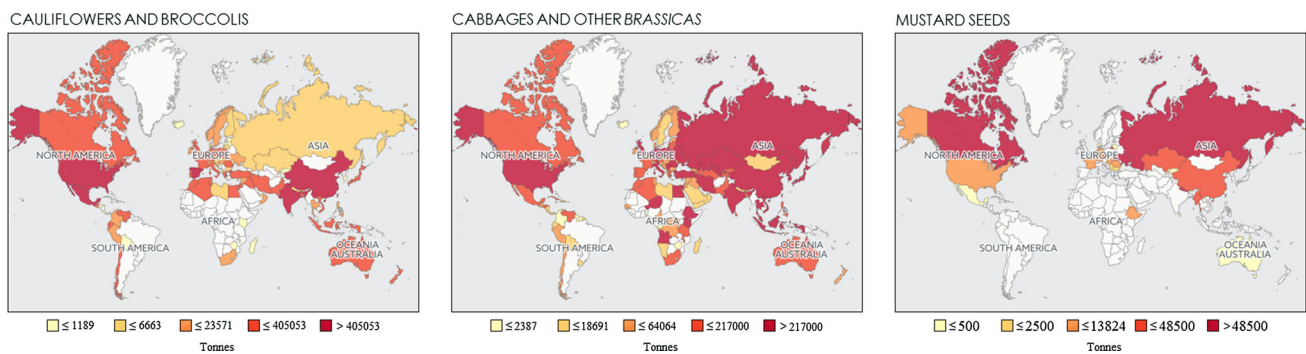 CAULIFLOWERS AND BROCCOLIS
NORTH AMERICA
EUROPE
ASIA
AFRICA
SOUTH AMERICA
OCEANIA
AUSTRALIA
≤ 1189 ≤ 6663 ≤ 23571 ≤ 405053 > 405053
Tonnes
CABBAGES AND OTHER BRASSICAS
NORTH AMERICA
EUROPE
ASIA
AFRICA
SOUTH AMERICA
OCEANIA
AUSTRALIA
≤2387 ≤18691 ≤ 64064 ≤217000 > 217000
Tonnes
MUSTARD SEEDS
NORTH AMERICA
EUROPE
ASIA
AFRICA
SOUTH AMERICA
OCEANIA
AUSTRALIA
≤500 ≤2500 ≤13824 ≤48500 >48500
Tonnes